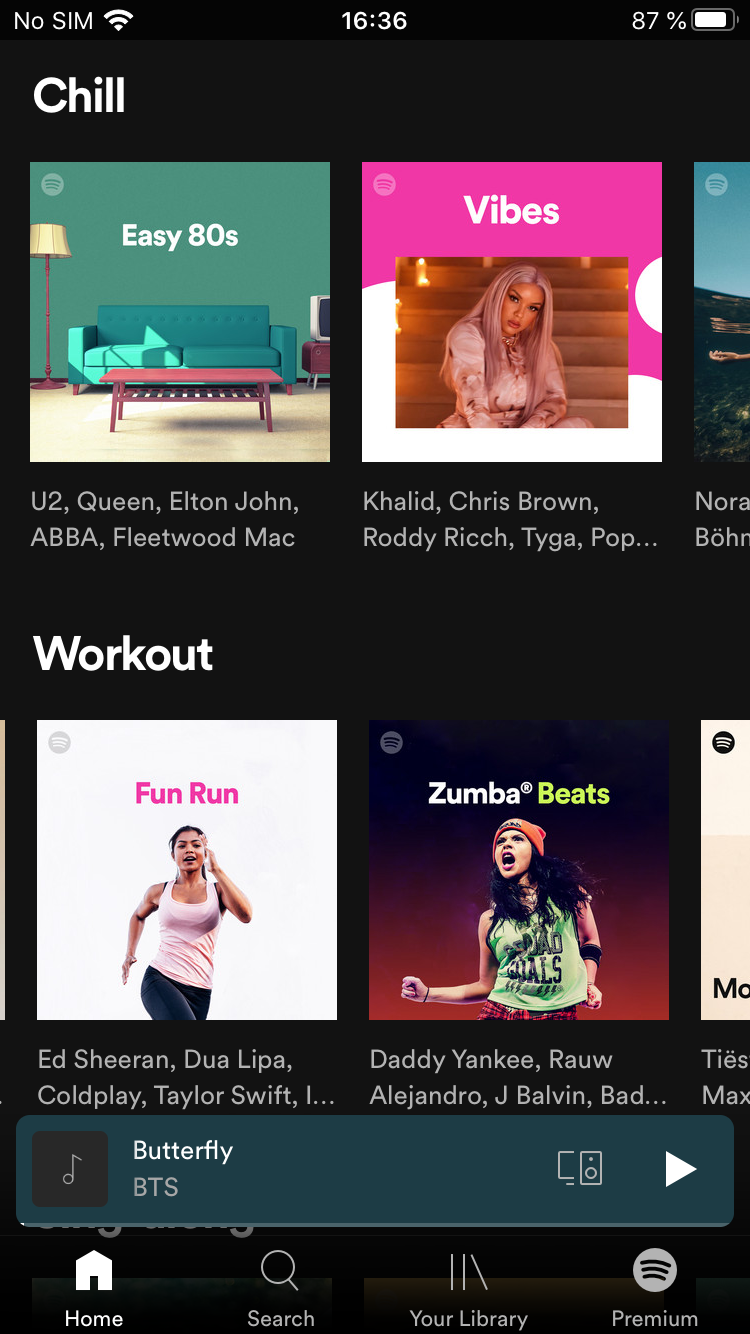 No SIM 16:36 87 %
Chill
Easy 80s
Vibes
U2, Queen, Elton John,
ABBA, Fleetwood Mac
Khalid, Chris Brown,
Roddy Ricch, Tyga, Pop…
Nora
Workout
Fun Run
Zumba® Beats
Mo
Ed Sheeran, Dua Lipa,
Coldplay, Taylor Swift, I…
Daddy Yankee, Rauw
Alejandro, J Balvin, Bad…
Tiës
Max
Butterfly
BTS
Home
Search
Your Library
Premium